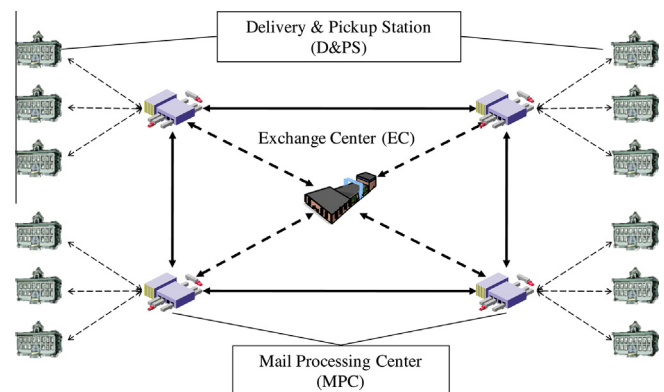 Delivery & Pickup Station
(D&PS)
Exchange Center (EC)
Mail Processing Center
(MPC)